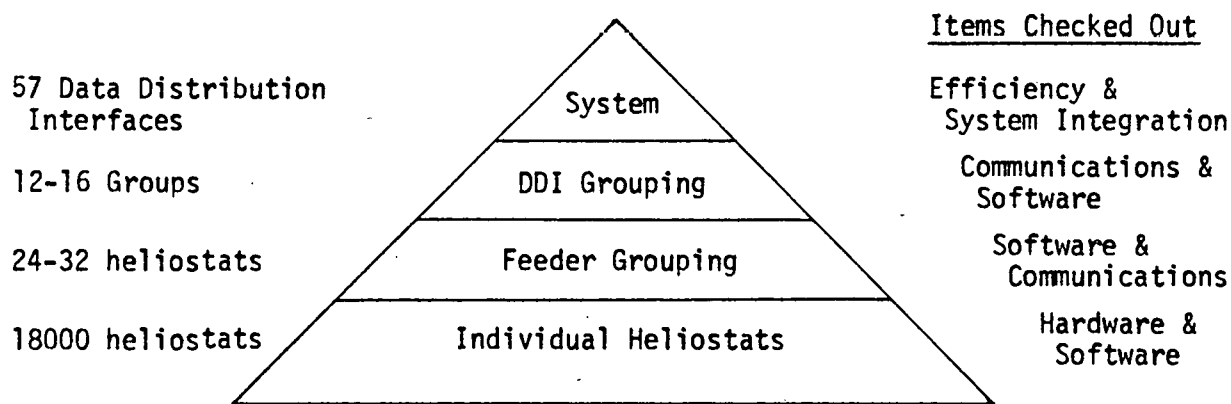 Items Checked Out
57 Data Distribution
Interfaces
System
Efficiency &
System Integration
12-16 Groups
DDI Grouping
Communications &
Software
24-32 heliostats
Feeder Grouping
Software &
Communications
18000 heliostats
Individual Heliostats
Hardware &
Software